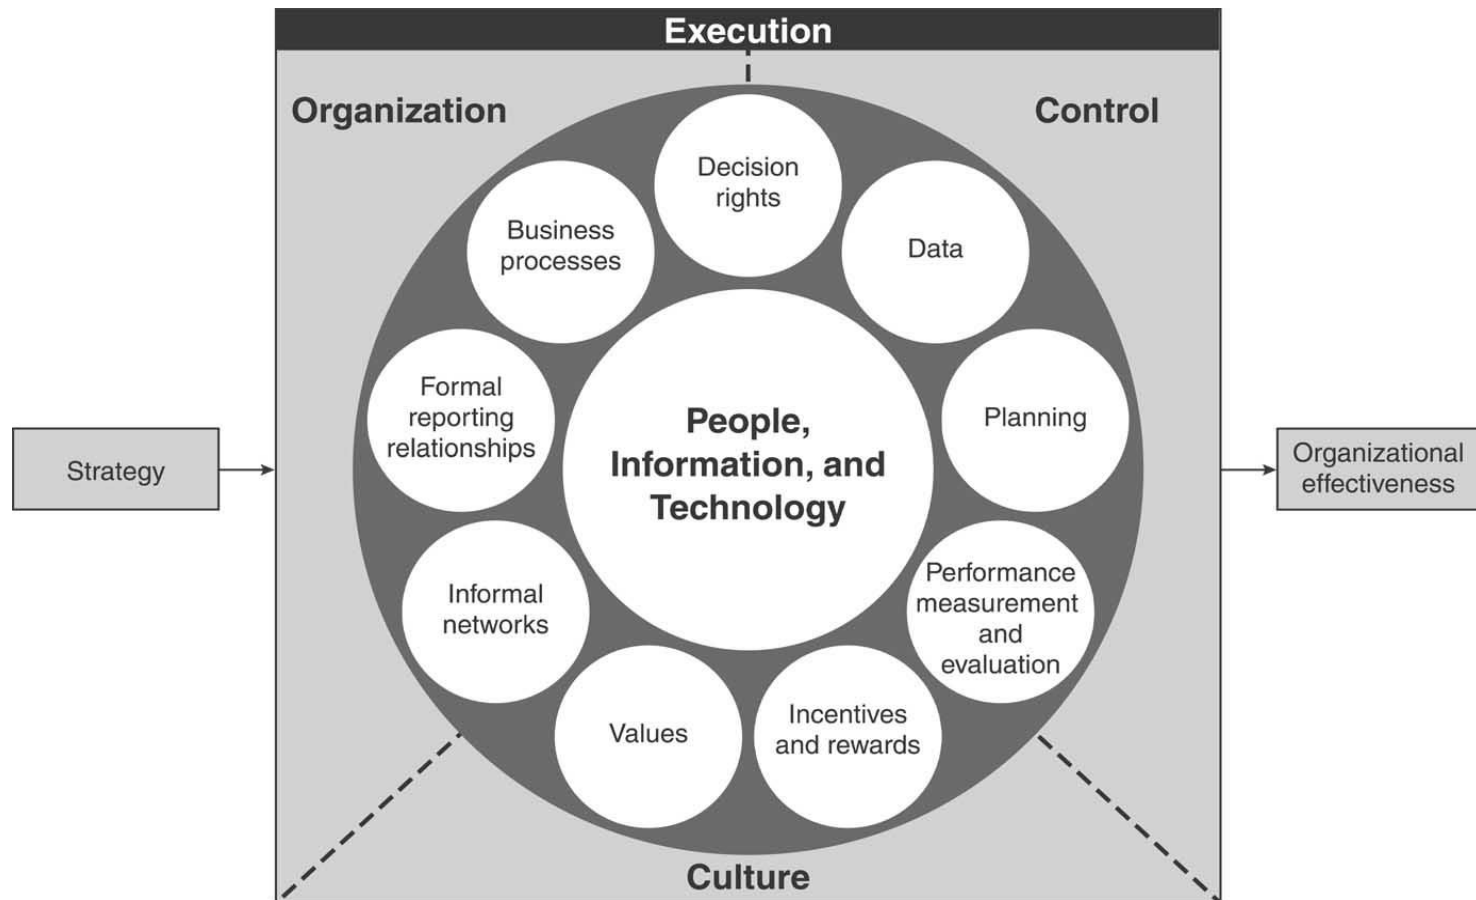 Execution
Organization
Control
Decision
rights
Business
processes
Data
Formal
reporting
relationships
Planning
People,
Information, and
Technology
Strategy
Organizational
effectiveness
Informal
networks
Performance
measurement
and
evaluation
Values
Incentives
and rewards
Culture